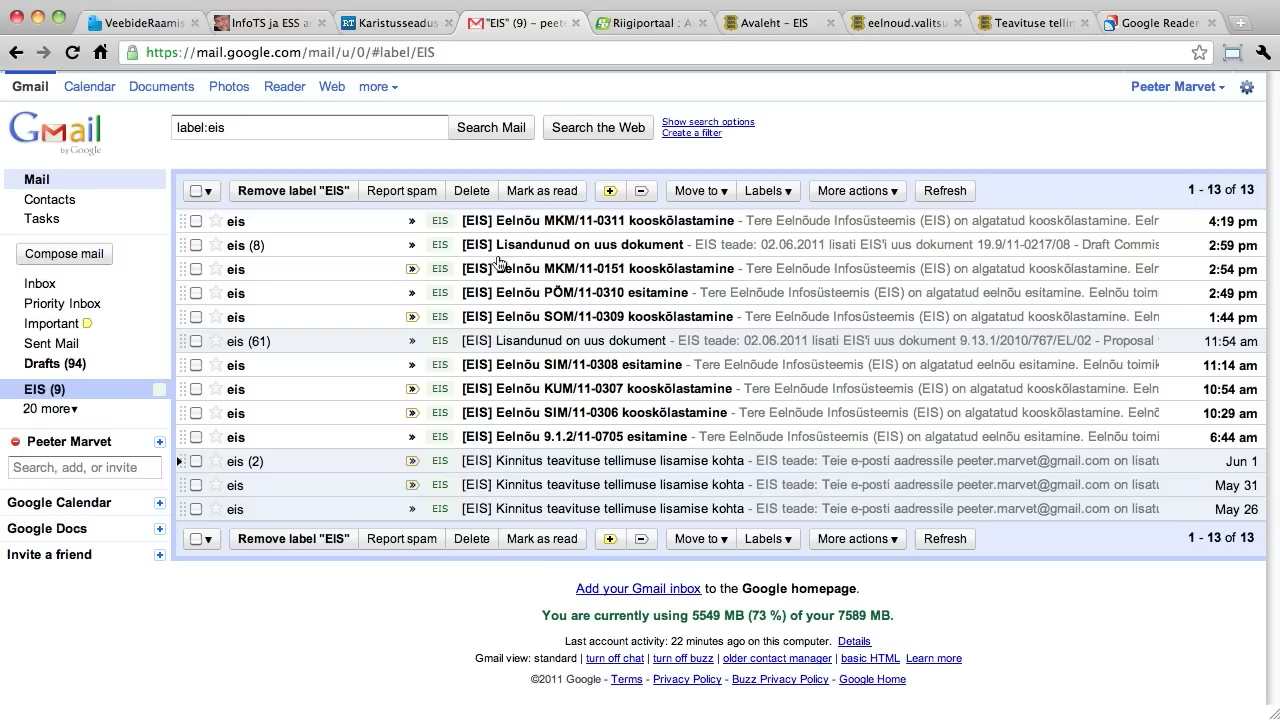 VeebideRaamis
InfoTS ja ESS ar
Karistusseadus
"EIS" (9) - peete
Riigiportaal : A
Avaleht - EIS
eelnoud.valitsu
Teavituse tellin
Google Reader
https://mail.google.com/mail/u/0/#label/EIS
Gmail Calendar Documents Photos Reader Web more
Peeter Marvet
Gmail
by Google
label:eis
Search Mail
Search the Web
Show search options
Create a filter
Mail
Contacts
Tasks
Compose mail
Inbox
Priority Inbox
Important
Sent Mail
Drafts (94)
EIS (9)
20 more▾
Peeter Marvet
Search, add, or invite
Google Calendar
Google Docs
Invite a friend
Remove label "EIS" Report spam Delete Mark as read Move to ▾ Labels ▾ More actions ▾ Refresh 1 - 13 of 13
eis » EIS [EIS] Eelnõu MKM/11-0311 kooskõlastamine - Tere Eelnõude Infosüsteemis (EIS) on algatatud kooskõlastamine. Eelr 4:19 pm
eis (8) » EIS [EIS] Lisandunud on uus dokument - EIS teade: 02.06.2011 lisati EIS'i uus dokument 19.9/11-0217/08 - Draft Commis 2:59 pm
eis » EIS [EIS] Eelnõu MKM/11-0151 kooskõlastamine - Tere Eelnõude Infosüsteemis (EIS) on algatatud kooskõlastamine. Eelr 2:54 pm
eis » EIS [EIS] Eelnõu PÕM/11-0310 esitamine - Tere Eelnõude Infosüsteemis (EIS) on algatatud eelnõu esitamine. Eelnõu toimi 2:49 pm
eis » EIS [EIS] Eelnõu SOM/11-0309 kooskõlastamine - Tere Eelnõude Infosüsteemis (EIS) on algatatud kooskõlastamine. Eelr 1:44 pm
eis (61) » EIS [EIS] Lisandunud on uus dokument - EIS teade: 02.06.2011 lisati EIS'i uus dokument 9.13.1/2010/767/EL/02 - Proposal 11:54 am
eis » EIS [EIS] Eelnõu SIM/11-0308 esitamine - Tere Eelnõude Infosüsteemis (EIS) on algatatud eelnõu esitamine. Eelnõu toimik 11:14 am
eis » EIS [EIS] Eelnõu KUM/11-0307 kooskõlastamine - Tere Eelnõude Infosüsteemis (EIS) on algatatud kooskõlastamine. Eelr 10:54 am
eis » EIS [EIS] Eelnõu SIM/11-0306 kooskõlastamine - Tere Eelnõude Infosüsteemis (EIS) on algatatud kooskõlastamine. Eelnõ 10:29 am
eis » EIS [EIS] Eelnõu 9.1.2/11-0705 esitamine - Tere Eelnõude Infosüsteemis (EIS) on algatatud eelnõu esitamine. Eelnõu toimi 6:44 am
eis (2) » EIS [EIS] Kinnitus teavituse tellimuse lisamise kohta - EIS teade: Teie e-posti aadressile peeter.marvet@gmail.com on lisatu Jun 1
eis » EIS [EIS] Kinnitus teavituse tellimuse lisamise kohta - EIS teade: Teie e-posti aadressile peeter.marvet@gmail.com on lisatu May 31
eis » EIS [EIS] Kinnitus teavituse tellimuse lisamise kohta - EIS teade: Teie e-posti aadressile peeter.marvet@gmail.com on lisatu May 26
Remove label "EIS" Report spam Delete Mark as read Move to ▾ Labels ▾ More actions ▾ Refresh 1 - 13 of 13
Add your Gmail inbox to the Google homepage.
You are currently using 5549 MB (73 %) of your 7589 MB.
Last account activity: 22 minutes ago on this computer. Details
Gmail view: standard | turn off chat | turn off buzz | older contact manager | basic HTML Learn more
©2011 Google - Terms - Privacy Policy - Buzz Privacy Policy - Google Home